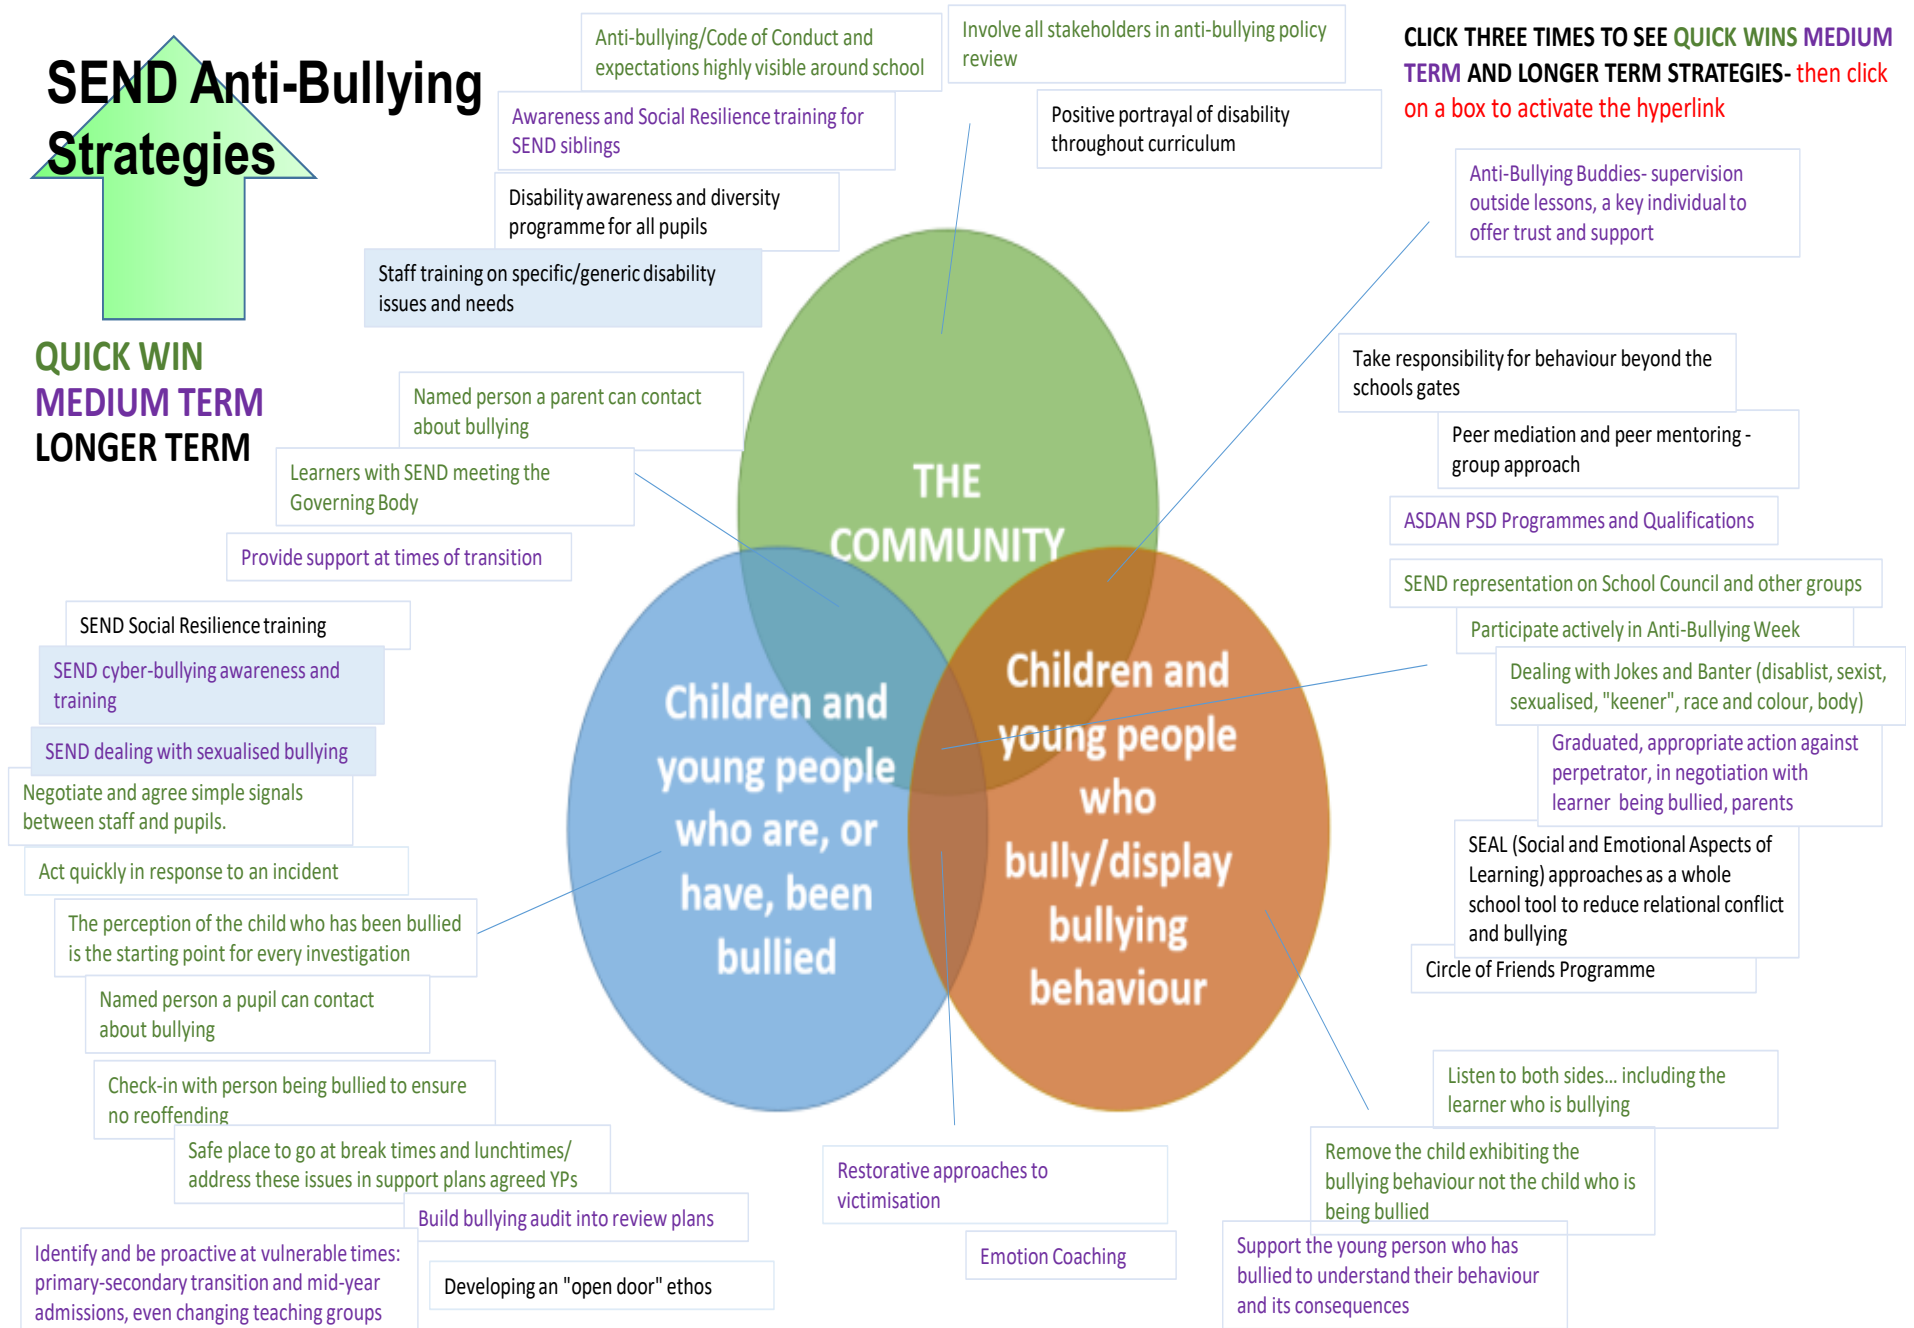 SEND Anti-Bullying
Strategies
QUICK WIN
MEDIUM TERM
LONGER TERM
CLICK THREE TIMES TO SEE QUICK WINS MEDIUM
TERM AND LONGER TERM STRATEGIES- then click
on a box to activate the hyperlink
Anti-bullying/Code of Conduct and
expectations highly visible around school
Involve all stakeholders in anti-bullying policy
review
Awareness and Social Resilience training for
SEND siblings
Positive portrayal of disability
throughout curriculum
Disability awareness and diversity
programme for all pupils
Staff training on specific/generic disability
issues and needs
Named person a parent can contact
about bullying
Learners with SEND meeting the
Governing Body
Provide support at times of transition
SEND Social Resilience training
SEND cyber-bullying awareness and
training
SEND dealing with sexualised bullying
Negotiate and agree simple signals
between staff and pupils.
Act quickly in response to an incident
The perception of the child who has been bullied
is the starting point for every investigation
Named person a pupil can contact
about bullying
Check-in with person being bullied to ensure
no reoffending
Safe place to go at break times and lunchtimes/
address these issues in support plans agreed YPs
Build bullying audit into review plans
Identify and be proactive at vulnerable times:
primary-secondary transition and mid-year
admissions, even changing teaching groups
Developing an "open door" ethos
THE
COMMUNITY
Children and
young people
who are, or
have, been
bullied
Children and
young people
who
bully/display
bullying
behaviour
Restorative approaches to
victimisation
Emotion Coaching
Anti-Bullying Buddies- supervision
outside lessons, a key individual to
offer trust and support
Take responsibility for behaviour beyond the
schools gates
Peer mediation and peer mentoring -
group approach
ASDAN PSD Programmes and Qualifications
SEND representation on School Council and other groups
Participate actively in Anti-Bullying Week
Dealing with Jokes and Banter (disablist, sexist,
sexualised, "keener", race and colour, body)
Graduated, appropriate action against
perpetrator, in negotiation with
learner being bullied, parents
SEAL (Social and Emotional Aspects of
Learning) approaches as a whole
school tool to reduce relational conflict
and bullying
Circle of Friends Programme
Listen to both sides... including the
learner who is bullying
Remove the child exhibiting the
bullying behaviour not the child who is
being bullied
Support the young person who has
bullied to understand their behaviour
and its consequences